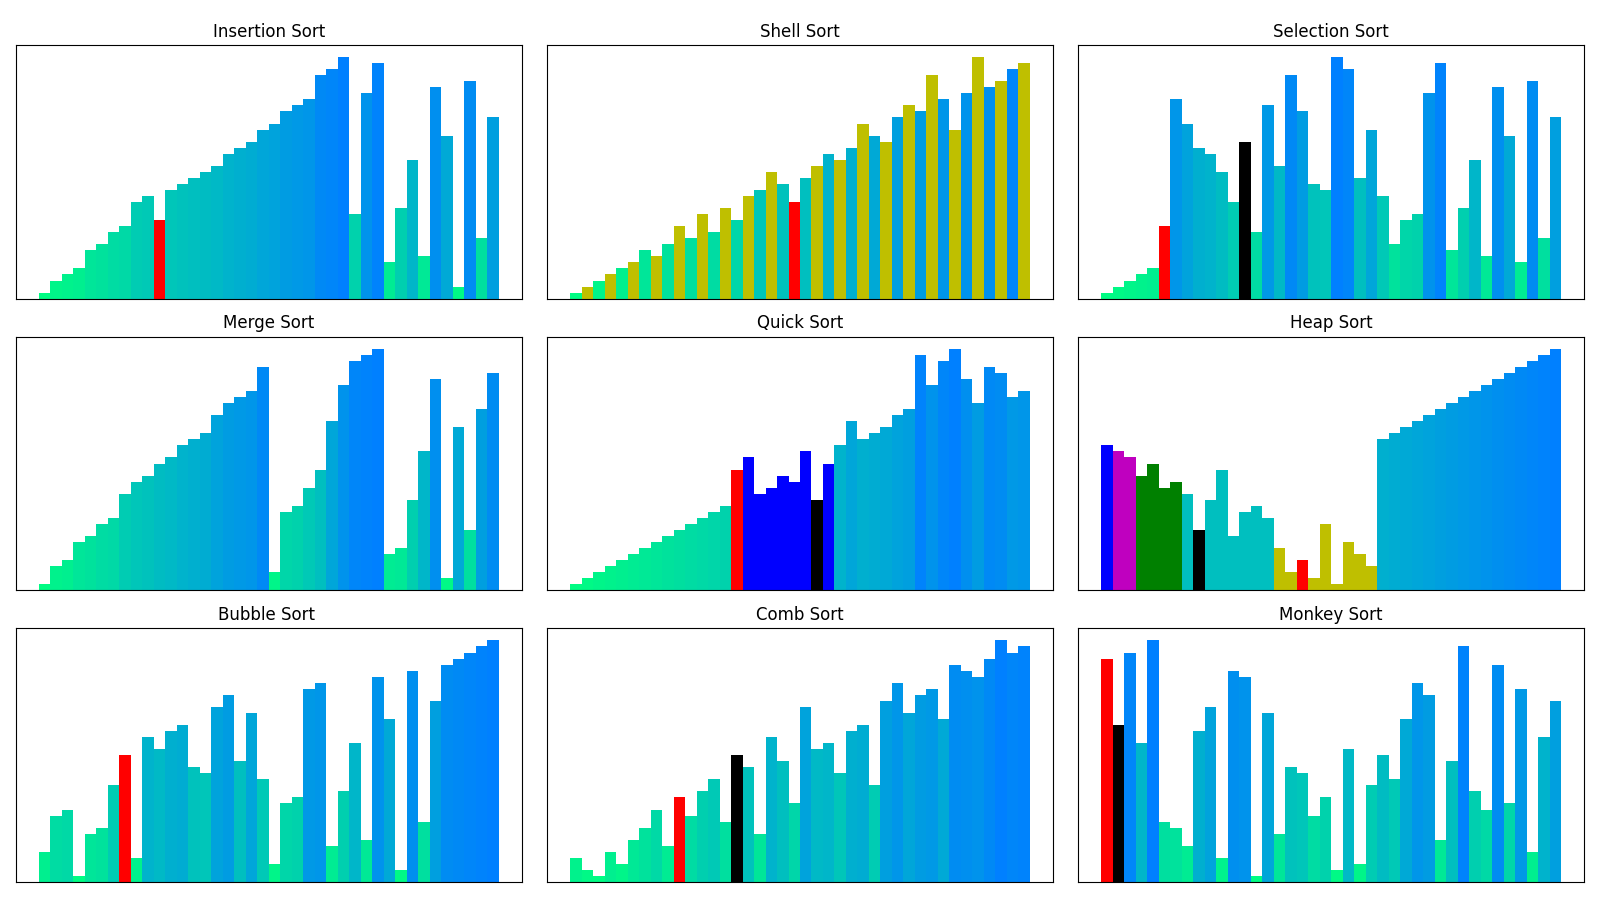 Insertion Sort
Shell Sort
Selection Sort
Merge Sort
Quick Sort
Heap Sort
Bubble Sort
Comb Sort
Monkey Sort